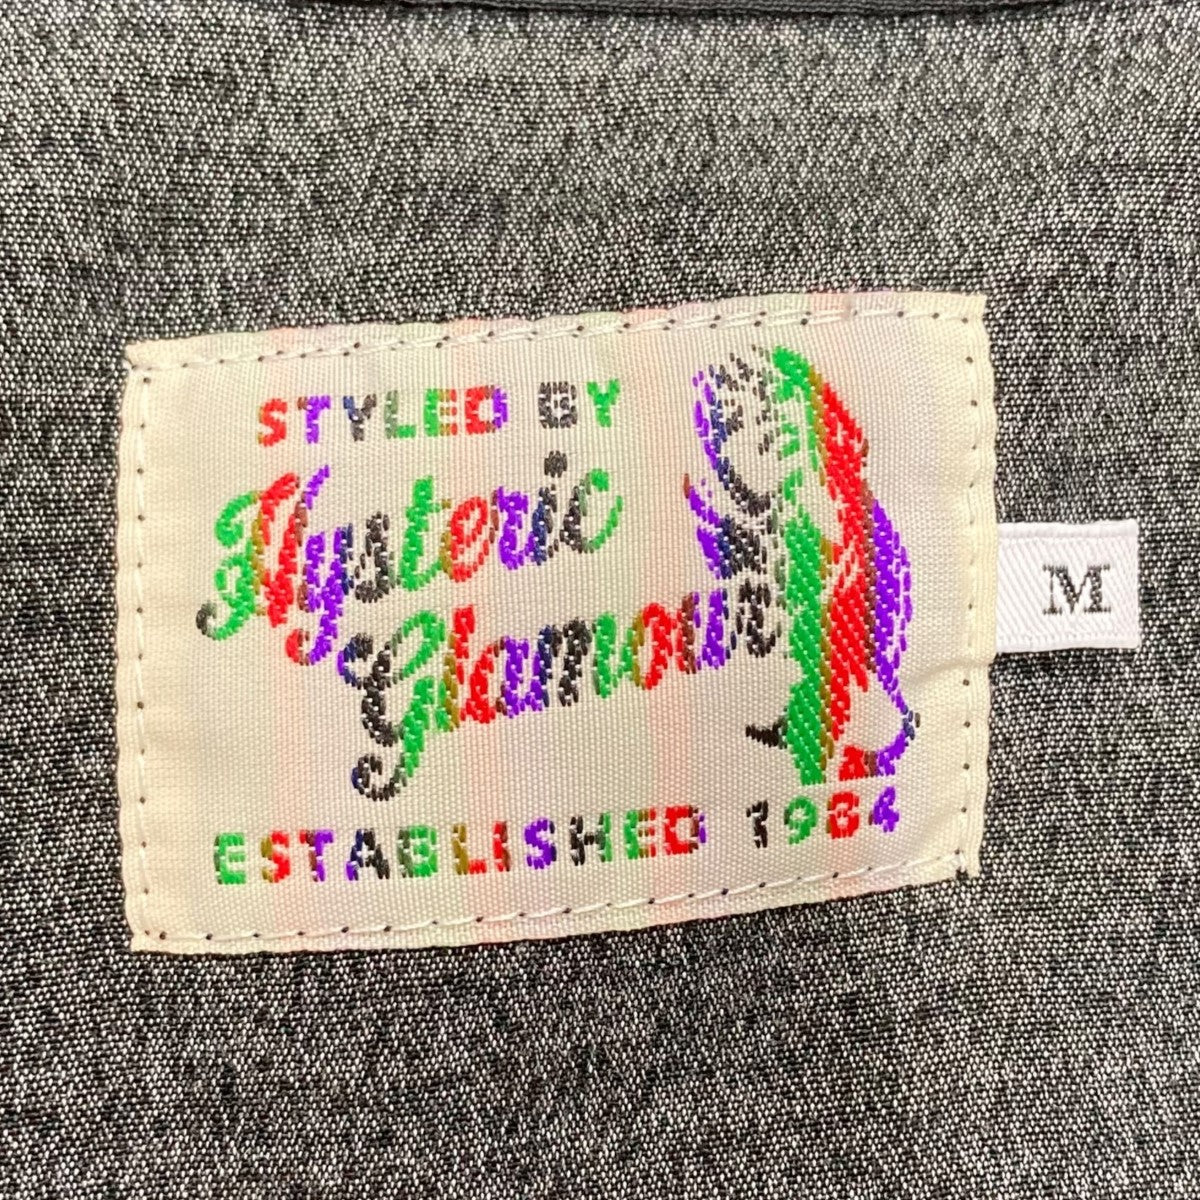 STYLED BY
Hysteric
Glamour
M
ESTABLISHED 1984